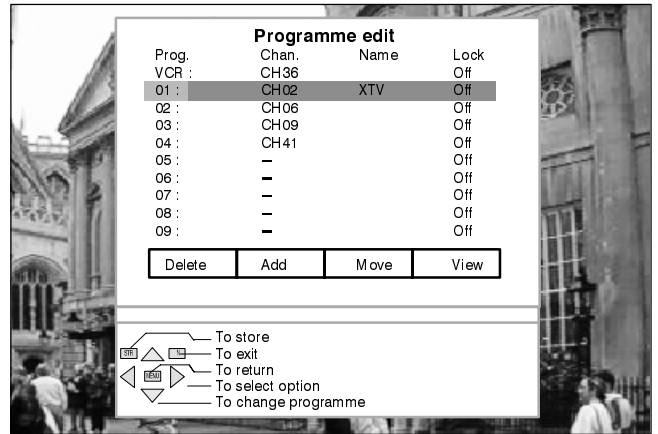 Programme edit
Prog. Chan. Name Lock
VCR : CH36 Off
01 : CH02 XTV Off
02 : CH06 Off
03 : CH09 Off
04 : CH41 Off
05 : – Off
06 : – Off
07 : – Off
08 : – Off
09 : – Off
Delete Add Move View
To store
STR To exit
MENU To return
To select option
To change programme